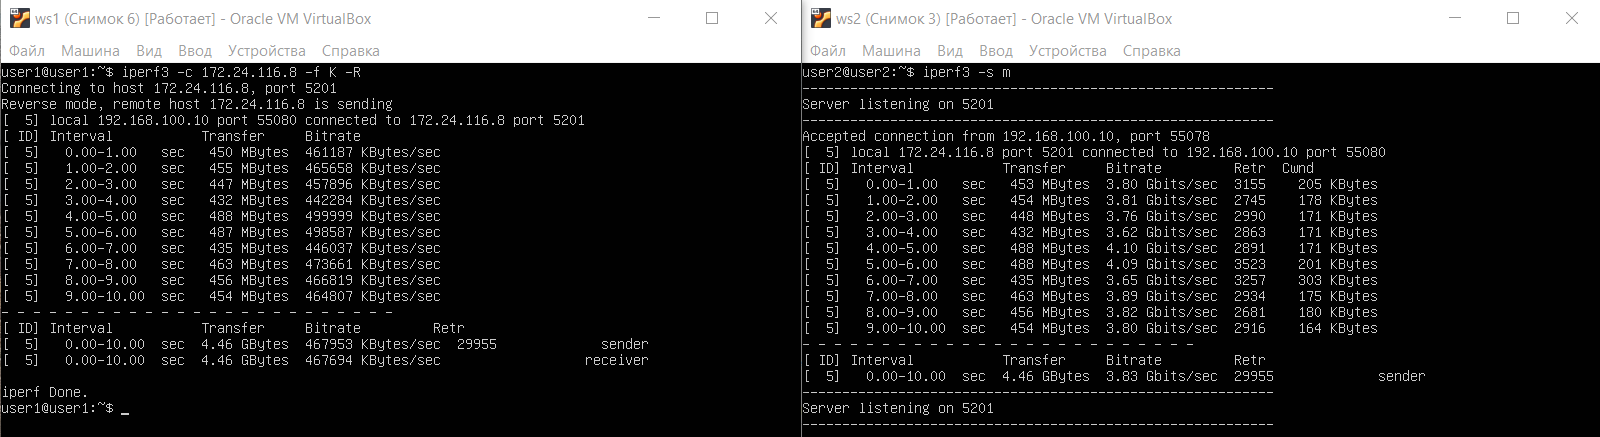 ws1 (Снимок 6) [Работает] - Oracle VM VirtualBox
Файл Машина Вид Ввод Устройства Справка
user1@user1:~$ iperf3 -c 172.24.116.8 -f K -R
Connecting to host 172.24.116.8, port 5201
Reverse mode, remote host 172.24.116.8 is sending
[  5] local 192.168.100.10 port 55080 connected to 172.24.116.8 port 5201
[ ID] Interval           Transfer     Bitrate
[  5]   0.00-1.00   sec   450 MBytes  461187 KBytes/sec
[  5]   1.00-2.00   sec   455 MBytes  465658 KBytes/sec
[  5]   2.00-3.00   sec   447 MBytes  457896 KBytes/sec
[  5]   3.00-4.00   sec   432 MBytes  442284 KBytes/sec
[  5]   4.00-5.00   sec   488 MBytes  499999 KBytes/sec
[  5]   5.00-6.00   sec   487 MBytes  498587 KBytes/sec
[  5]   6.00-7.00   sec   435 MBytes  446037 KBytes/sec
[  5]   7.00-8.00   sec   463 MBytes  473661 KBytes/sec
[  5]   8.00-9.00   sec   456 MBytes  466819 KBytes/sec
[  5]   9.00-10.00  sec   454 MBytes  464807 KBytes/sec
- - - - - - - - - - - - - - - - - - - - - - - - -
[ ID] Interval           Transfer     Bitrate         Retr
[  5]   0.00-10.00  sec  4.46 GBytes  467953 KBytes/sec  29955             sender
[  5]   0.00-10.00  sec  4.46 GBytes  467694 KBytes/sec                  receiver
iperf Done.
user1@user1:~$ _
ws2 (Снимок 3) [Работает] - Oracle VM VirtualBox
Файл Машина Вид Ввод Устройства Справка
user2@user2:~$ iperf3 -s m
-----------------------------------------------------------
Server listening on 5201
-----------------------------------------------------------
Accepted connection from 192.168.100.10, port 55078
[  5] local 172.24.116.8 port 5201 connected to 192.168.100.10 port 55080
[ ID] Interval           Transfer     Bitrate         Retr  Cwnd
[  5]   0.00-1.00   sec   453 MBytes  3.80 Gbits/sec  3155    205 KBytes
[  5]   1.00-2.00   sec   454 MBytes  3.81 Gbits/sec  2745    178 KBytes
[  5]   2.00-3.00   sec   448 MBytes  3.76 Gbits/sec  2990    171 KBytes
[  5]   3.00-4.00   sec   432 MBytes  3.62 Gbits/sec  2863    171 KBytes
[  5]   4.00-5.00   sec   488 MBytes  4.10 Gbits/sec  2891    171 KBytes
[  5]   5.00-6.00   sec   488 MBytes  4.09 Gbits/sec  3523    201 KBytes
[  5]   6.00-7.00   sec   435 MBytes  3.65 Gbits/sec  3257    303 KBytes
[  5]   7.00-8.00   sec   463 MBytes  3.89 Gbits/sec  2934    175 KBytes
[  5]   8.00-9.00   sec   456 MBytes  3.82 Gbits/sec  2681    180 KBytes
[  5]   9.00-10.00  sec   454 MBytes  3.80 Gbits/sec  2916    164 KBytes
- - - - - - - - - - - - - - - - - - - - - - - - -
[ ID] Interval           Transfer     Bitrate         Retr
[  5]   0.00-10.00  sec  4.46 GBytes  3.83 Gbits/sec  29955             sender
-----------------------------------------------------------
Server listening on 5201
-----------------------------------------------------------